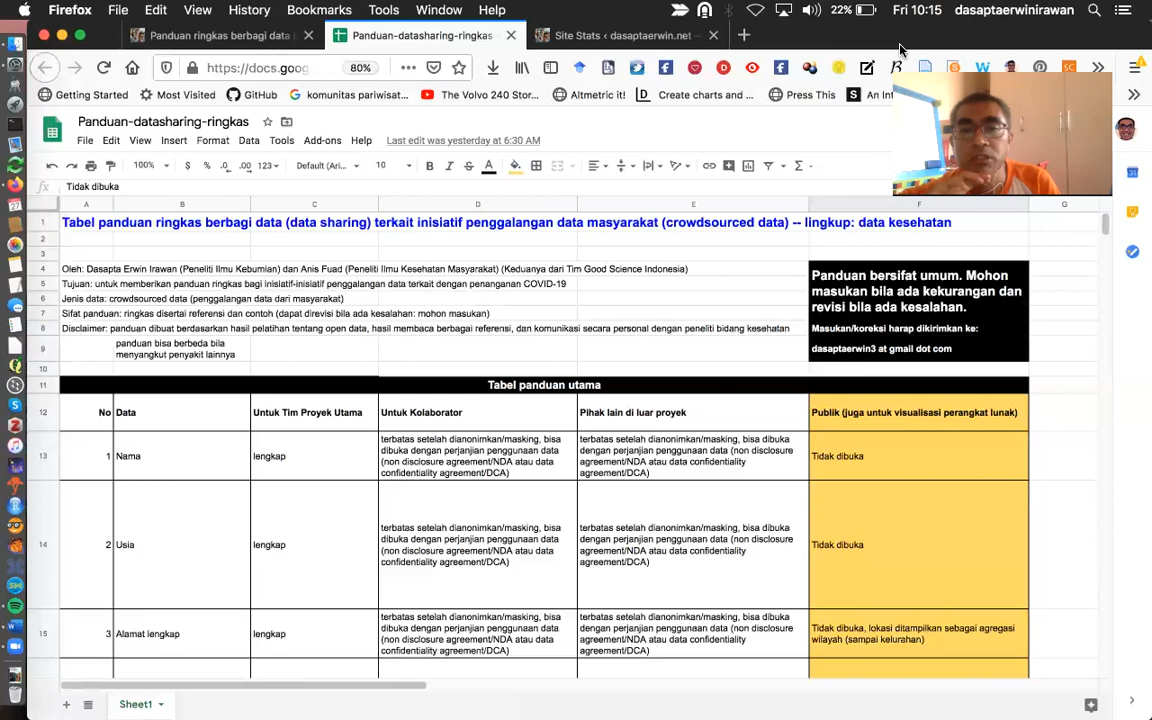 Firefox File Edit View History Bookmarks Tools Window Help 22% Fri 10:15 dasaptaerwinirawan
Panduan ringkas berbagi data Panduan-datasharing-ringkas Site Stats ‹ dasaptaerwin.net —
https://docs.goog 80%
Getting Started Most Visited GitHub komunitas pariwisat The Volvo 240 Stor... Altmetric it! Create charts and ... Press This An Int
Panduan-datasharing-ringkas
File Edit View Insert Format Data Tools Add-ons Help Last edit was yesterday at 6:30 AM
100% $ % .0 .00 123 Default (Ari... 10 B I S A
fx Tidak dibuka
A B C D E F G
1 Tabel panduan ringkas berbagi data (data sharing) terkait inisiatif penggalangan data masyarakat (crowdsourced data) -- lingkup: data kesehatan
2
3
4 Oleh: Dasapta Erwin Irawan (Peneliti Ilmu Kebumian) dan Anis Fuad (Peneliti Ilmu Kesehatan Masyarakat) (Keduanya dari Tim Good Science Indonesia)
5 Tujuan: untuk memberikan panduan ringkas bagi inisiatif-inisiatif penggalangan data terkait dengan penanganan COVID-19
6 Jenis data: crowdsourced data (penggalangan data dari masyarakat)
7 Sifat panduan: ringkas disertai referensi dan contoh (dapat direvisi bila ada kesalahan: mohon masukan)
8 Disclaimer: panduan dibuat berdasarkan hasil pelatihan tentang open data, hasil membaca berbagai referensi, dan komunikasi secara personal dengan peneliti bidang kesehatan
9 panduan bisa berbeda bila
menyangkut penyakit lainnya
Panduan bersifat umum. Mohon
masukan bila ada kekurangan dan
revisi bila ada kesalahan.
Masukan/koreksi harap dikirimkan ke:
dasaptaerwin3 at gmail dot com
10
11 Tabel panduan utama
12 No Data Untuk Tim Proyek Utama Untuk Kolaborator Pihak lain di luar proyek Publik (juga untuk visualisasi perangkat lunak)
13 1 Nama lengkap
terbatas setelah dianonimkan/masking, bisa
dibuka dengan perjanjian penggunaan data
(non disclosure agreement/NDA atau data
confidentiality agreement/DCA)
terbatas setelah dianonimkan/masking, bisa dibuka
dengan perjanjian penggunaan data (non disclosure
agreement/NDA atau data confidentiality
agreement/DCA)
Tidak dibuka
14 2 Usia lengkap
terbatas setelah dianonimkan/masking, bisa
dibuka dengan perjanjian penggunaan data
(non disclosure agreement/NDA atau data
confidentiality agreement/DCA)
terbatas setelah dianonimkan/masking, bisa dibuka
dengan perjanjian penggunaan data (non disclosure
agreement/NDA atau data confidentiality
agreement/DCA)
Tidak dibuka
15 3 Alamat lengkap lengkap
terbatas setelah dianonimkan/masking, bisa
dibuka dengan perjanjian penggunaan data
(non disclosure agreement/NDA atau data
confidentiality agreement/DCA)
terbatas setelah dianonimkan/masking, bisa dibuka
dengan perjanjian penggunaan data (non disclosure
agreement/NDA atau data confidentiality
agreement/DCA)
Tidak dibuka, lokasi ditampilkan sebagai agregasi
wilayah (sampai kelurahan)
Sheet1